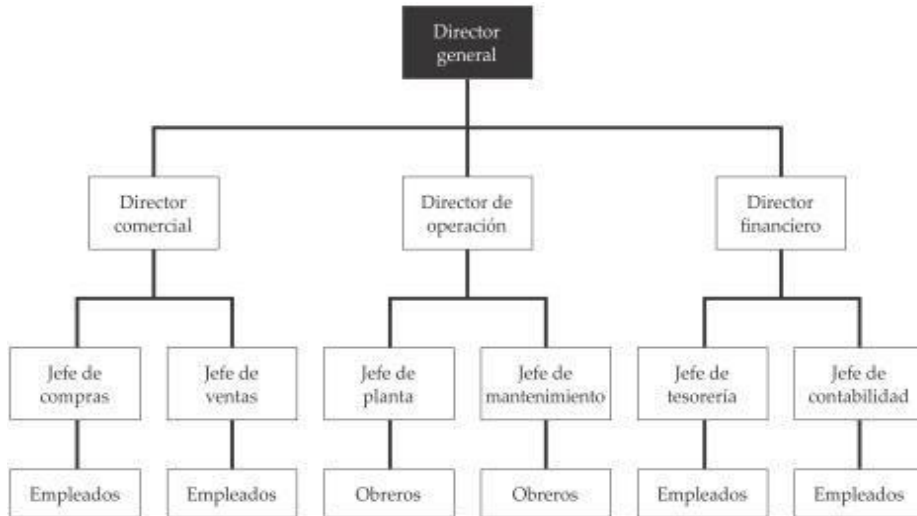 Director
general
Director
comercial
Director de
operación
Director
financiero
Jefe de
compras
Jefe de
ventas
Jefe de
planta
Jefe de
mantenimiento
Jefe de
tesorería
Jefe de
contabilidad
Empleados
Empleados
Obreros
Obreros
Empleados
Empleados